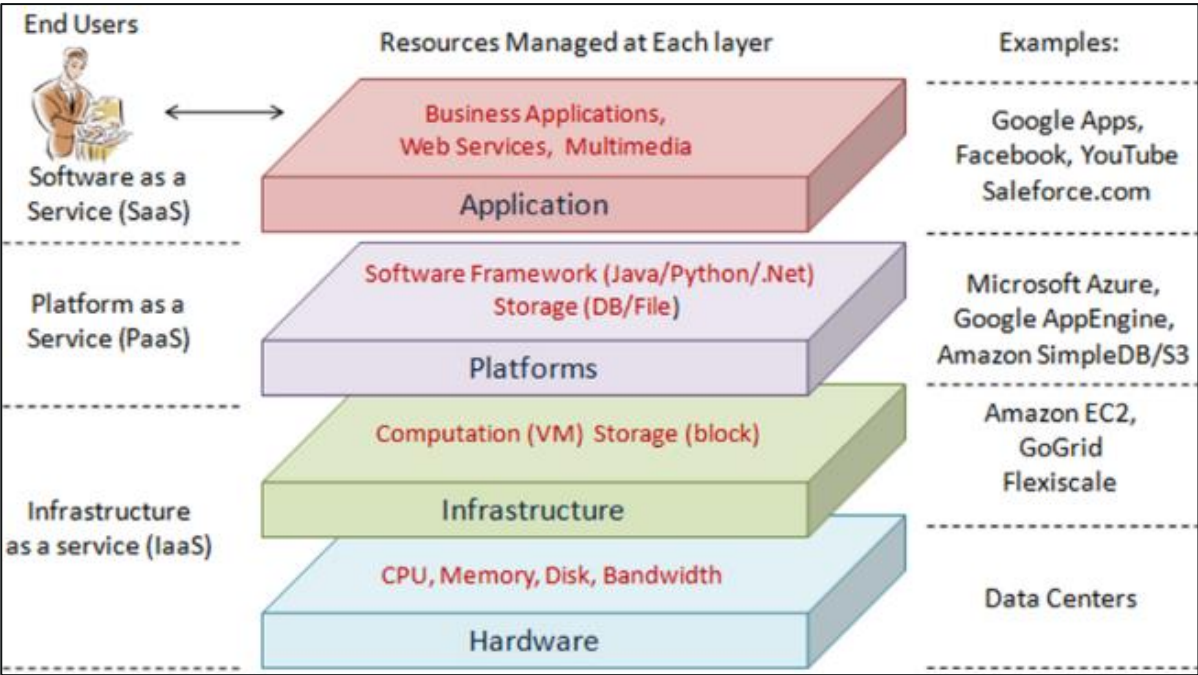 End Users
Resources Managed at Each layer
Examples:
Business Applications,
Web Services, Multimedia
Application
Software as a
Service (SaaS)
Google Apps,
Facebook, YouTube
Saleforce.com
Software Framework (Java/Python/.Net)
Storage (DB/File)
Platforms
Platform as a
Service (PaaS)
Microsoft Azure,
Google AppEngine,
Amazon SimpleDB/S3
Computation (VM) Storage (block)
Infrastructure
Amazon EC2,
GoGrid
Flexiscale
Infrastructure
as a service (IaaS)
CPU, Memory, Disk, Bandwidth
Hardware
Data Centers